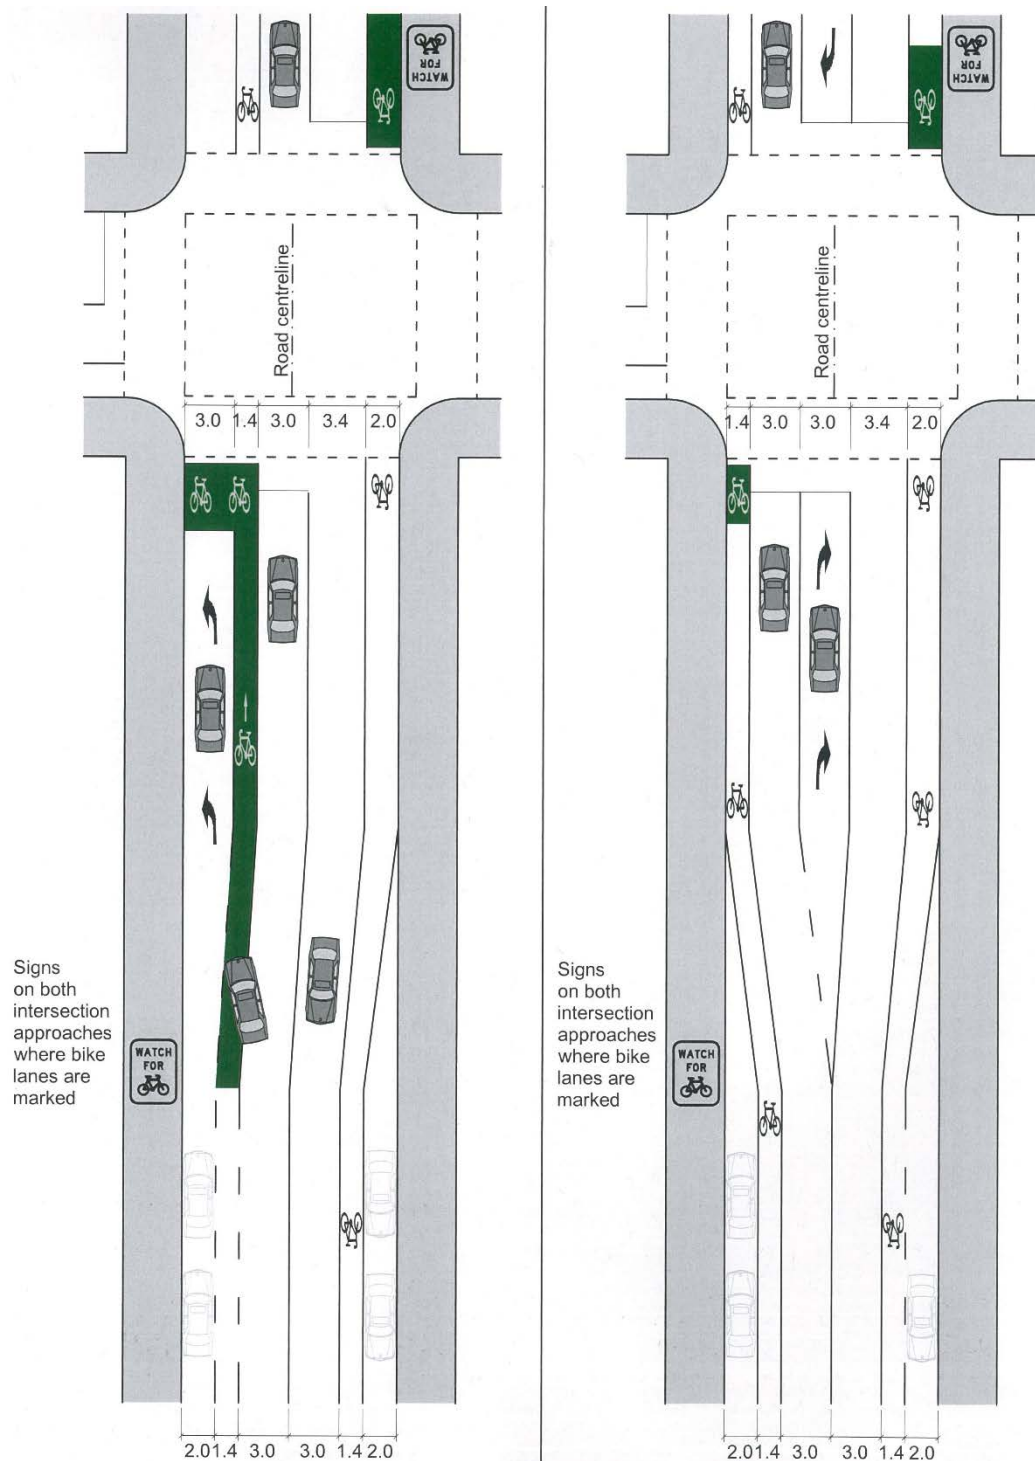 WATCH
FOR
Road centreline
3.0 1.4 3.0 3.4 2.0
Signs
on both
intersection
approaches
where bike
lanes are
marked
WATCH
FOR
2.0 1.4 3.0 3.0 1.4 2.0
WATCH
FOR
Road centreline
1.4 3.0 3.0 3.4 2.0
Signs
on both
intersection
approaches
where bike
lanes are
marked
WATCH
FOR
2.0 1.4 3.0 3.0 1.4 2.0